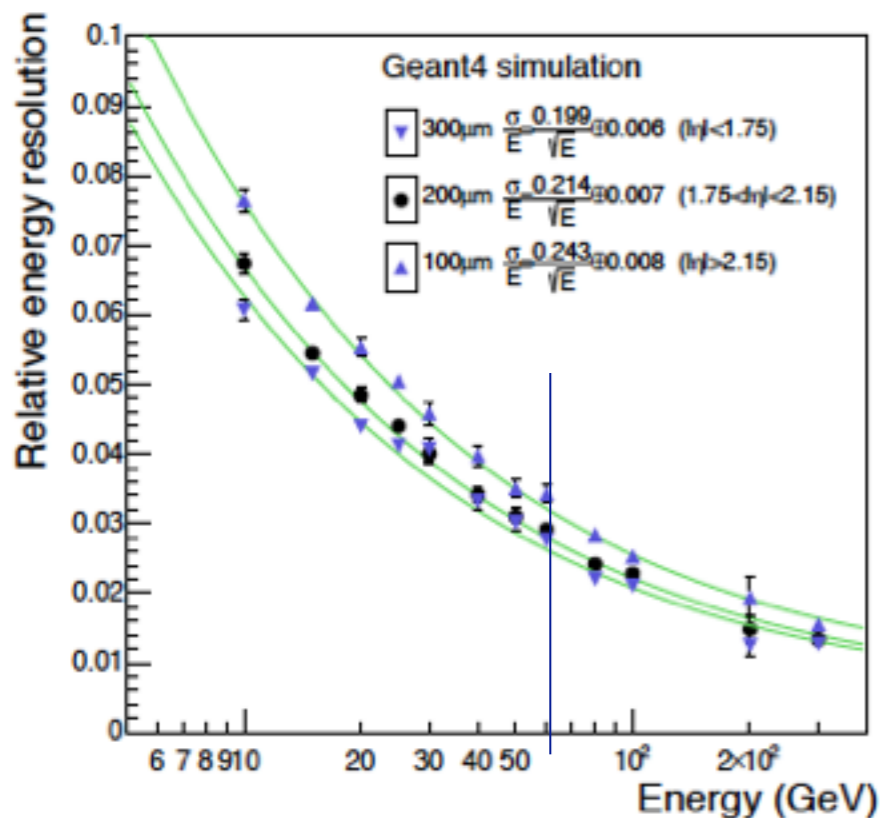 Relative energy resolution
0.1
0.09
0.08
0.07
0.06
0.05
0.04
0.03
0.02
0.01
0
Geant4 simulation
300μm σ/E=0.199/√E⊕0.006 (|η|<1.75)
200μm σ/E=0.214/√E⊕0.007 (1.75<|η|<2.15)
100μm σ/E=0.243/√E⊕0.008 (|η|>2.15)
6 7 8 9 10 20 30 40 50 10² 2×10²
Energy (GeV)